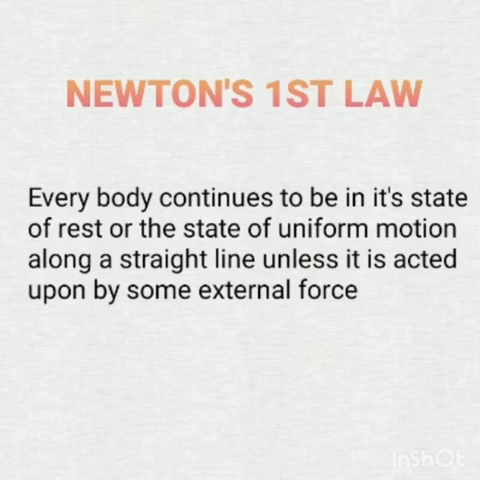 NEWTON'S 1ST LAW
Every body continues to be in it's state
of rest or the state of uniform motion
along a straight line unless it is acted
upon by some external force
InShOt